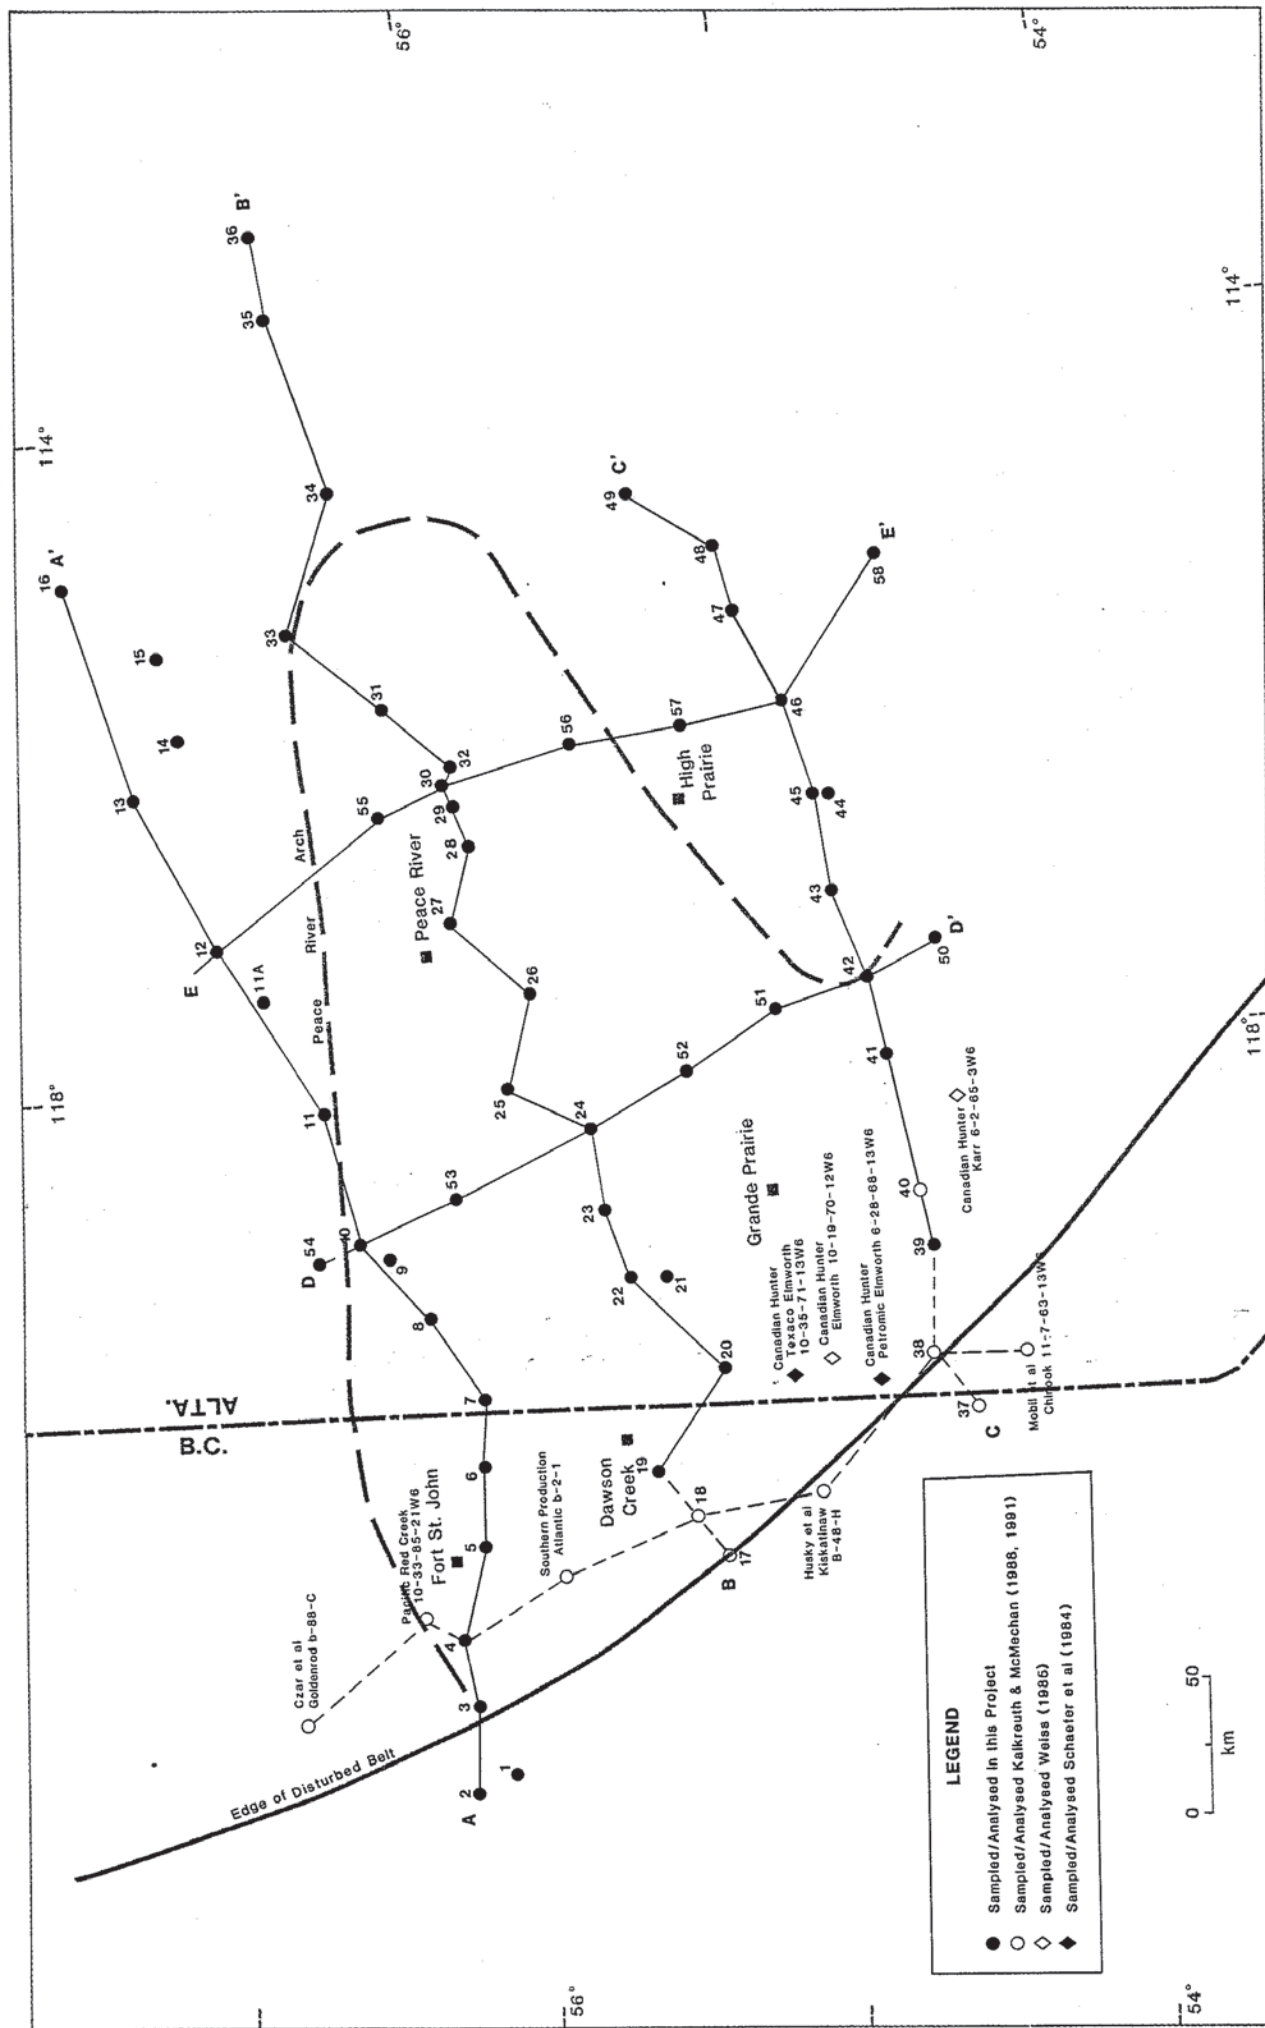 118°
114°
16
A'
15
14
13
12
E
11A
11
36
B'
35
34
33
Peace River Arch
54
D
10
9
8
7
53
55
31
30
32
29
28
27
Peace River
56°
ALTA.
B.C.
Czar et al
Goldenrod b-88-C
Pacific Red Creek
10-33-85-21W6
Fort St. John
Edge of Disturbed Belt
A
2
1
3
4
5
6
Southern Production
Atlantic b-2-1
56°
26
25
24
23
22
21
20
56
57
High
Prairie
49
C'
48
47
46
58
E'
Dawson
Creek
19
18
17
B
52
51
Grande Prairie
Canadian Hunter
Texaco Elmworth
10-35-71-13W6
Canadian Hunter
Elmworth 10-19-70-12W6
Canadian Hunter
Petromic Elmworth 6-28-68-13W6
Husky et al
Kiskatinaw
B-48-H
45
44
43
42
50
D'
41
40
39
38
37
C
Canadian Hunter
Karr 6-2-65-3W6
Mobil et al
Chinook 11-7-63-13W6
54°
LEGEND
Sampled/Analysed in this Project
Sampled/Analysed Kalkreuth & McMechan (1988, 1991)
Sampled/Analysed Weiss (1985)
Sampled/Analysed Schaefer et al (1984)
0
50
km
54°
118°
114°